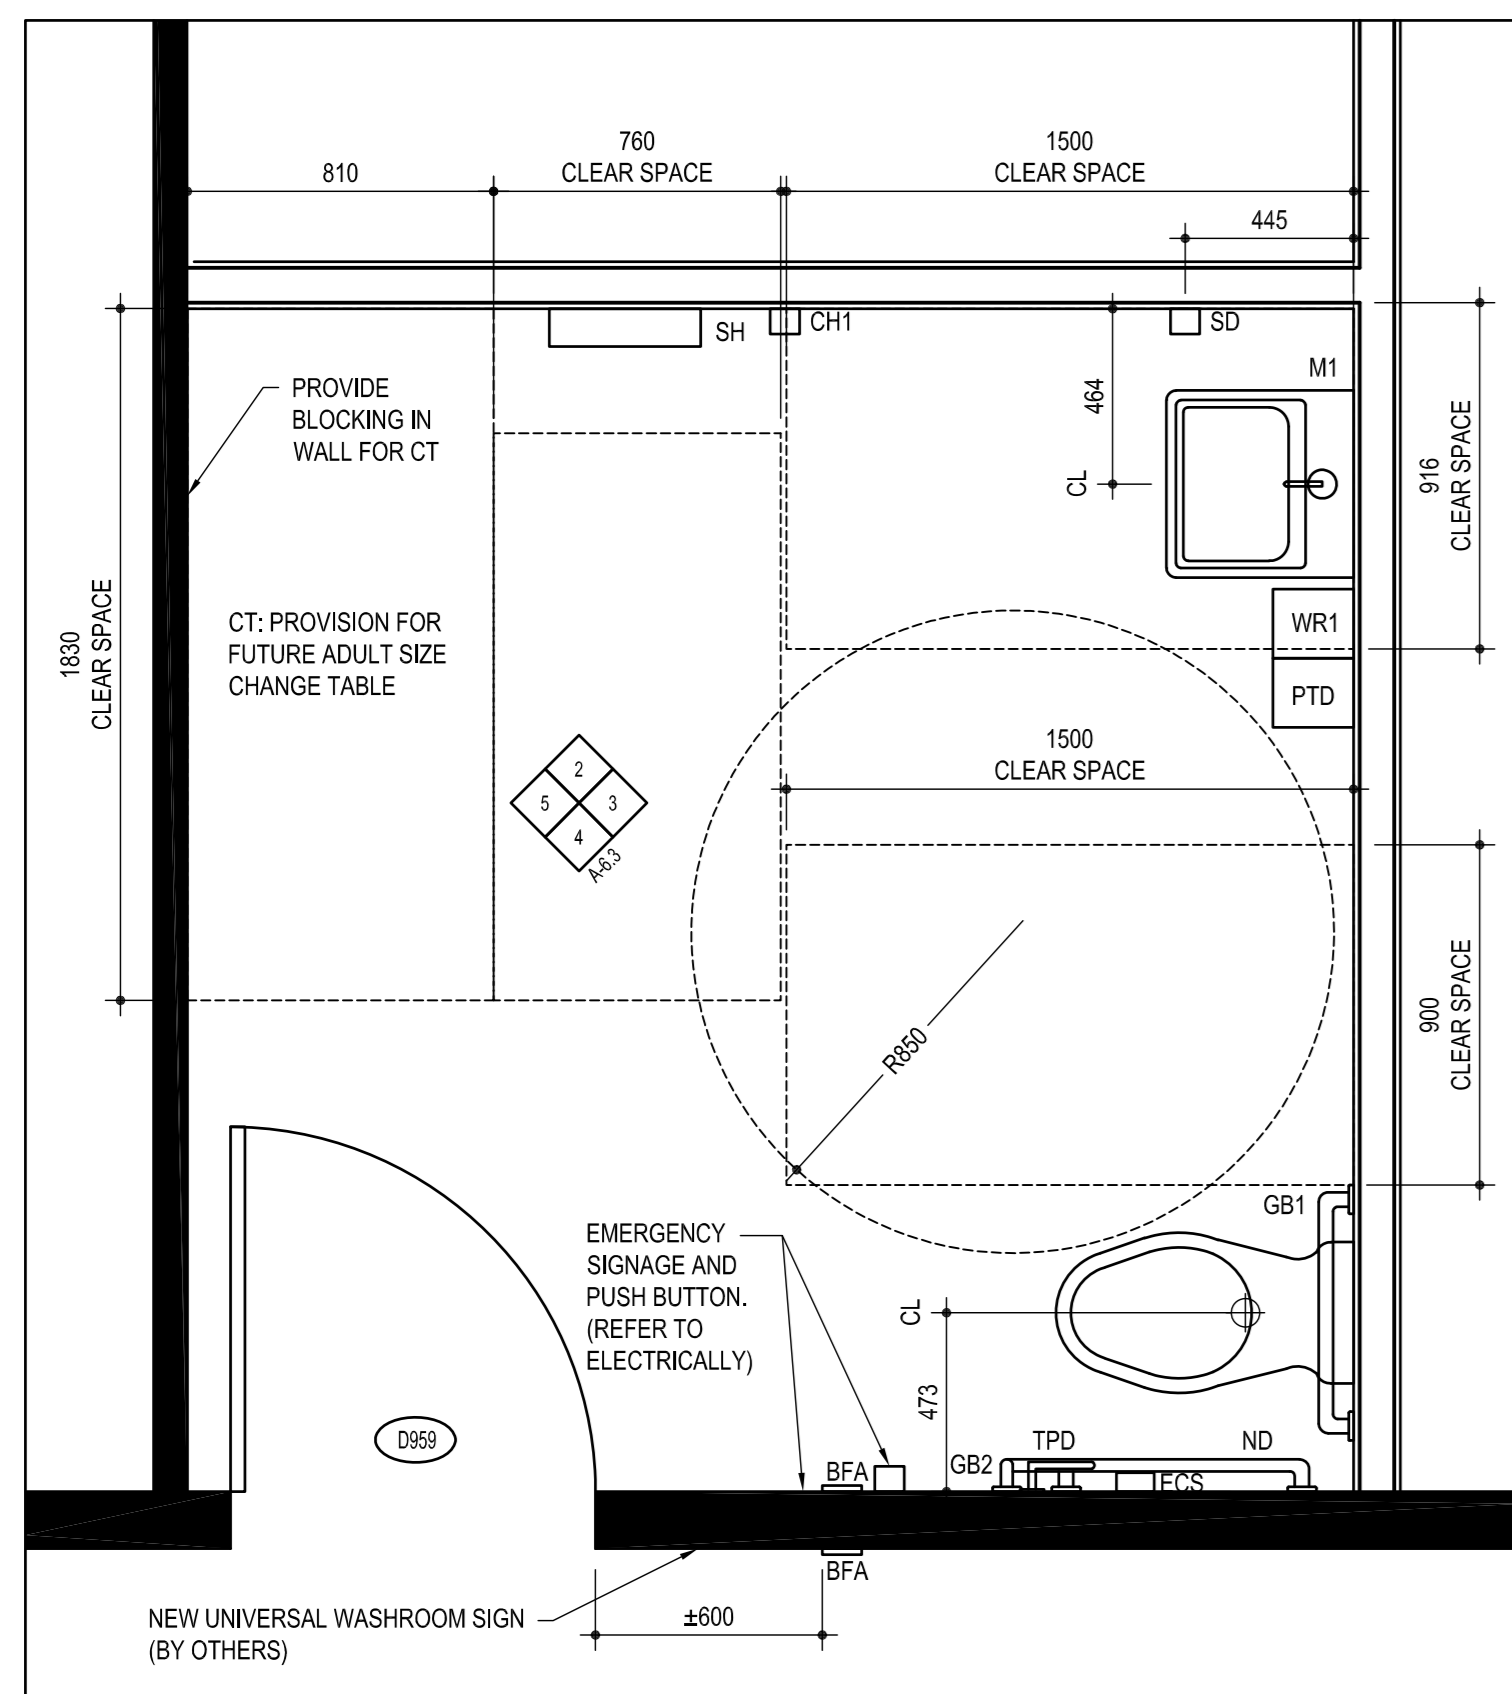 760
CLEAR SPACE
1500
CLEAR SPACE
810
445
SH
CH1
SD
M1
PROVIDE
BLOCKING IN
WALL FOR CT
464
CL
916
CLEAR SPACE
1830
CLEAR SPACE
CT: PROVISION FOR
FUTURE ADULT SIZE
CHANGE TABLE
WR1
PTD
2
5
3
4
A-6.3
1500
CLEAR SPACE
900
CLEAR SPACE
R850
GB1
EMERGENCY
SIGNAGE AND
PUSH BUTTON.
(REFER TO
ELECTRICALLY)
CL
473
D959
BFA
GB2
TPD
ND
ECS
BFA
NEW UNIVERSAL WASHROOM SIGN
(BY OTHERS)
±600